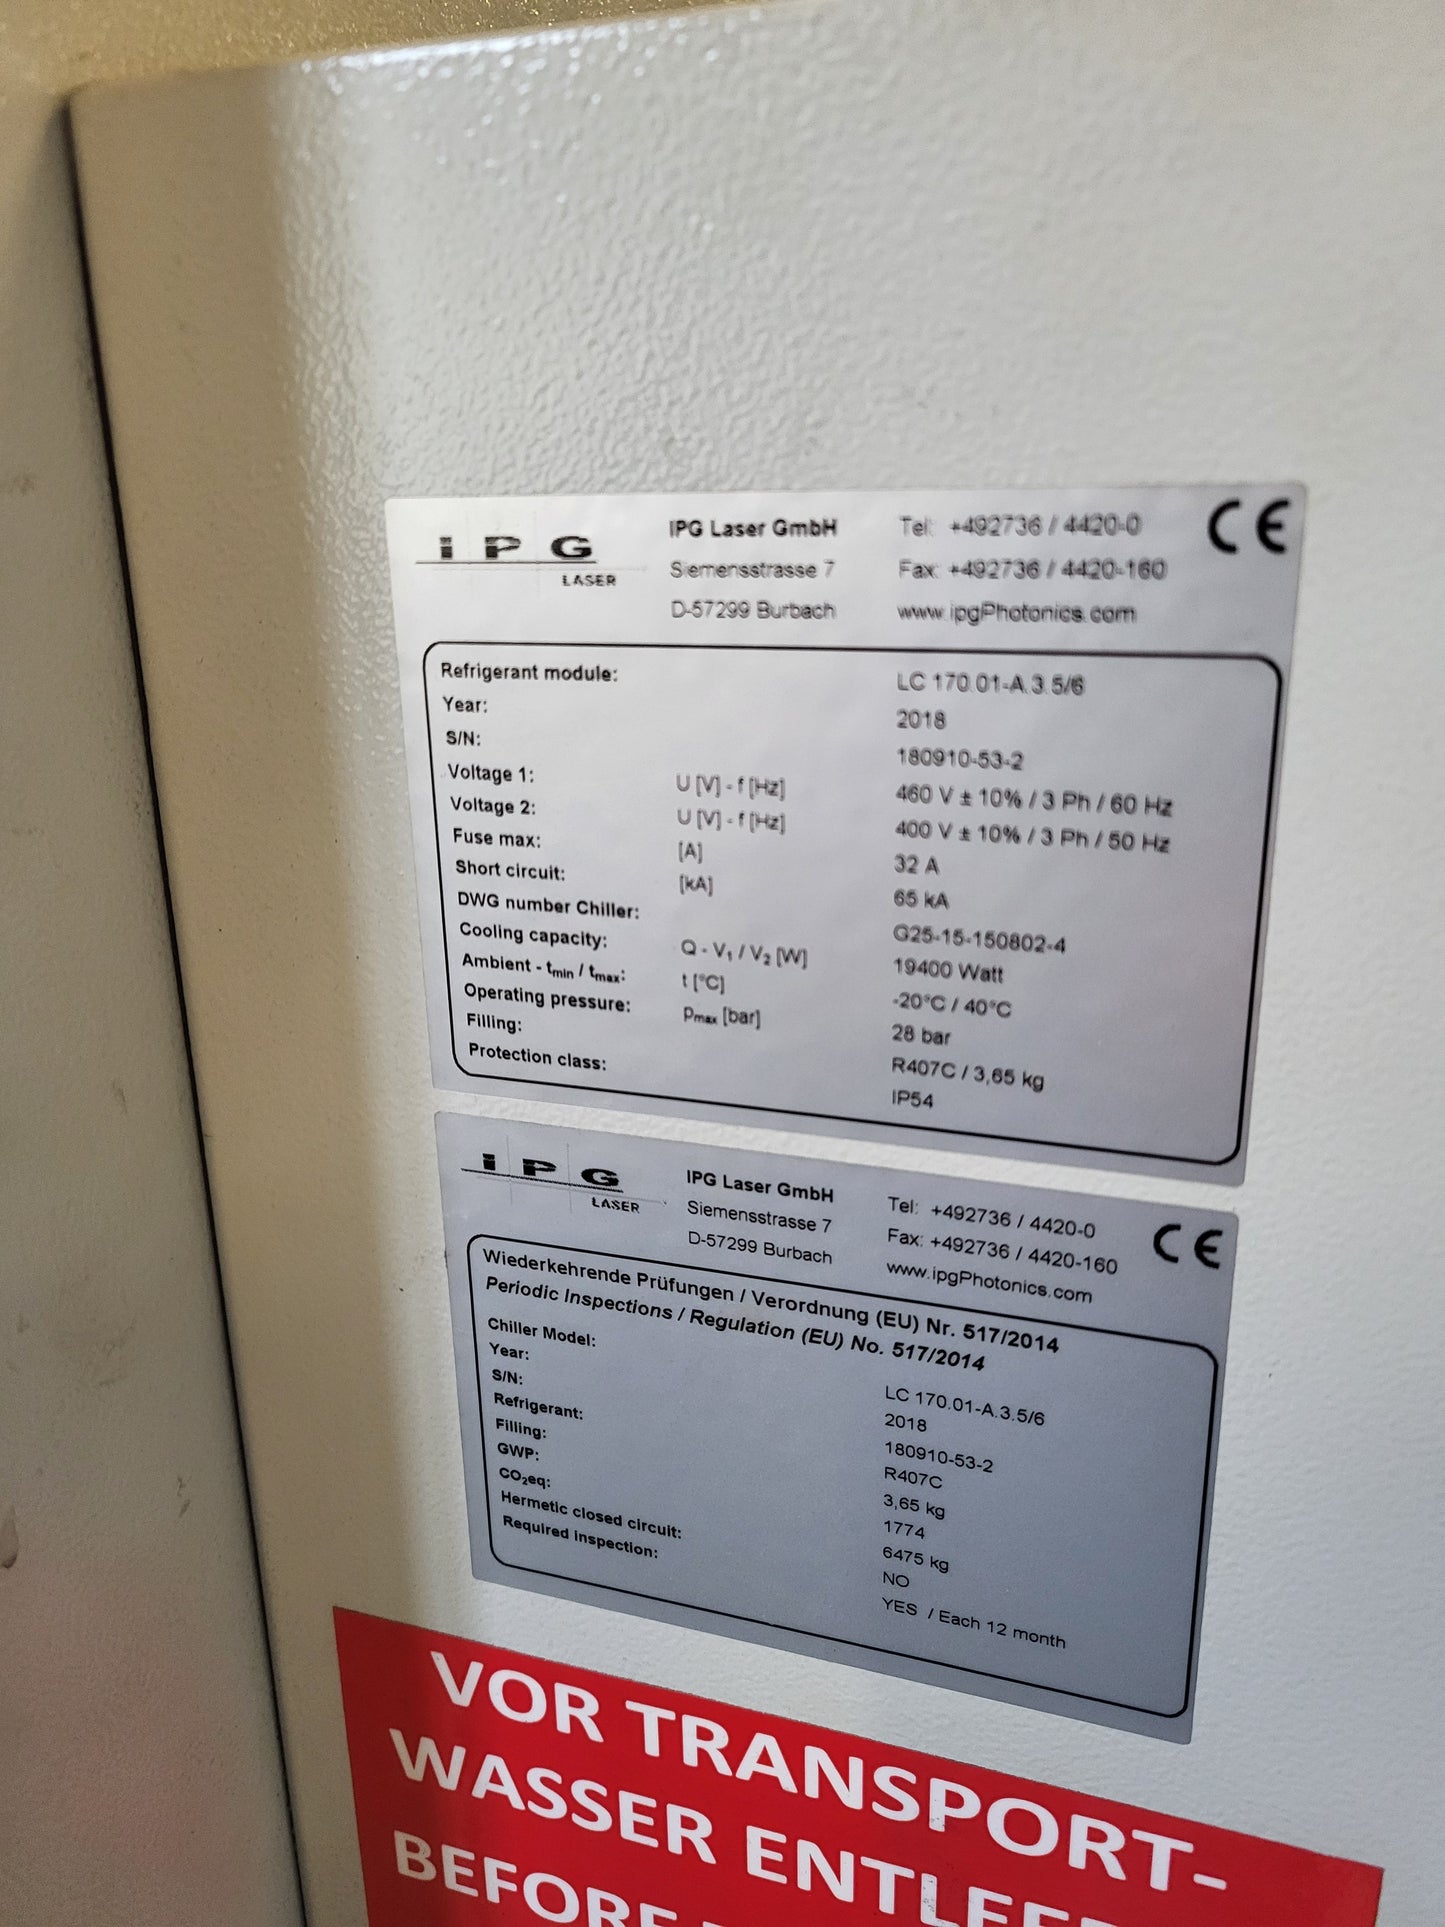 IPG
LASER
IPG Laser GmbH
Siemensstrasse 7
D-57299 Burbach
Tel: +492736 / 4420-0
Fax: +492736 / 4420-160
www.ipgPhotonics.com
CE
Refrigerant module: LC 170.01-A.3.5/6
Year: 2018
S/N: 180910-53-2
Voltage 1: U [V] - f [Hz] 460 V ± 10% / 3 Ph / 60 Hz
Voltage 2: U [V] - f [Hz] 400 V ± 10% / 3 Ph / 50 Hz
Fuse max: [A] 32 A
Short circuit: [kA] 65 kA
DWG number Chiller: G25-15-150802-4
Cooling capacity: Q - V1 / V2 [W] 19400 Watt
Ambient - tmin / tmax: t [°C] -20°C / 40°C
Operating pressure: Pmax [bar] 28 bar
Filling: R407C / 3,65 kg
Protection class: IP54
IPG
LASER
IPG Laser GmbH
Siemensstrasse 7
D-57299 Burbach
Tel: +492736 / 4420-0
Fax: +492736 / 4420-160
www.ipgPhotonics.com
CE
Wiederkehrende Prüfungen / Verordnung (EU) Nr. 517/2014
Periodic Inspections / Regulation (EU) No. 517/2014
Chiller Model: LC 170.01-A.3.5/6
Year: 2018
S/N: 180910-53-2
Refrigerant: R407C
Filling: 3,65 kg
GWP: 1774
CO2eq: 6475 kg
Hermetic closed circuit: NO
Required inspection: YES / Each 12 month
VOR TRANSPORT-
WASSER ENTLEE
BEFORE